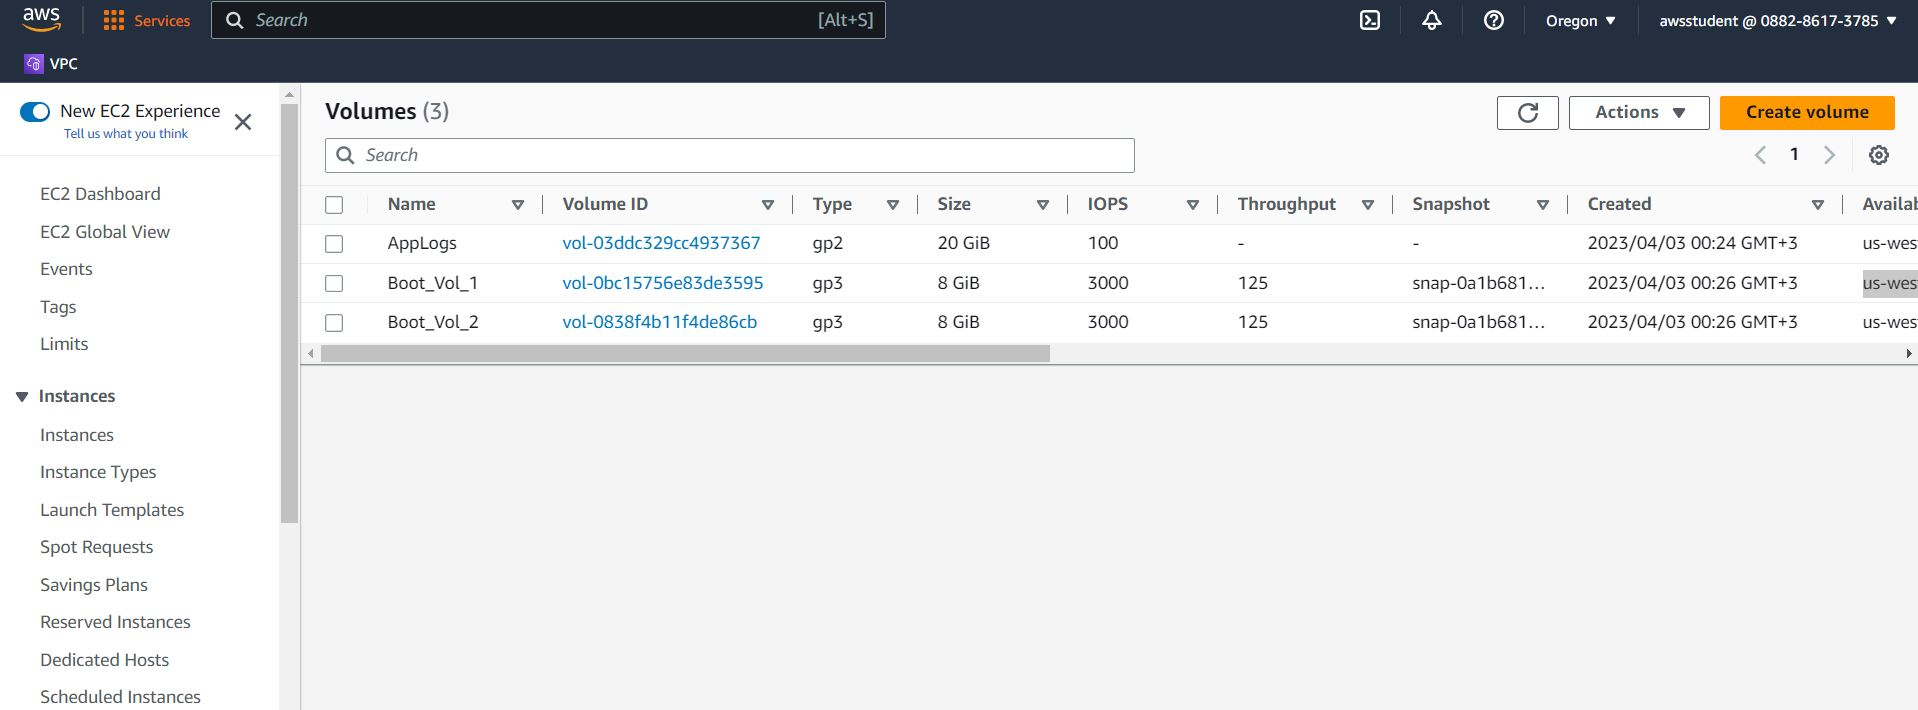 aws Services Search [Alt+S] Oregon awsstudent @ 0882-8617-3785
VPC
New EC2 Experience
Tell us what you think
EC2 Dashboard
EC2 Global View
Events
Tags
Limits
Instances
Instances
Instance Types
Launch Templates
Spot Requests
Savings Plans
Reserved Instances
Dedicated Hosts
Scheduled Instances
Volumes (3) Actions Create volume
Search 1
Name Volume ID Type Size IOPS Throughput Snapshot Created Availab
AppLogs vol-03ddc329cc4937367 gp2 20 GiB 100 - - 2023/04/03 00:24 GMT+3 us-wes
Boot_Vol_1 vol-0bc15756e83de3595 gp3 8 GiB 3000 125 snap-0a1b681... 2023/04/03 00:26 GMT+3 us-wes
Boot_Vol_2 vol-0838f4b11f4de86cb gp3 8 GiB 3000 125 snap-0a1b681... 2023/04/03 00:26 GMT+3 us-wes